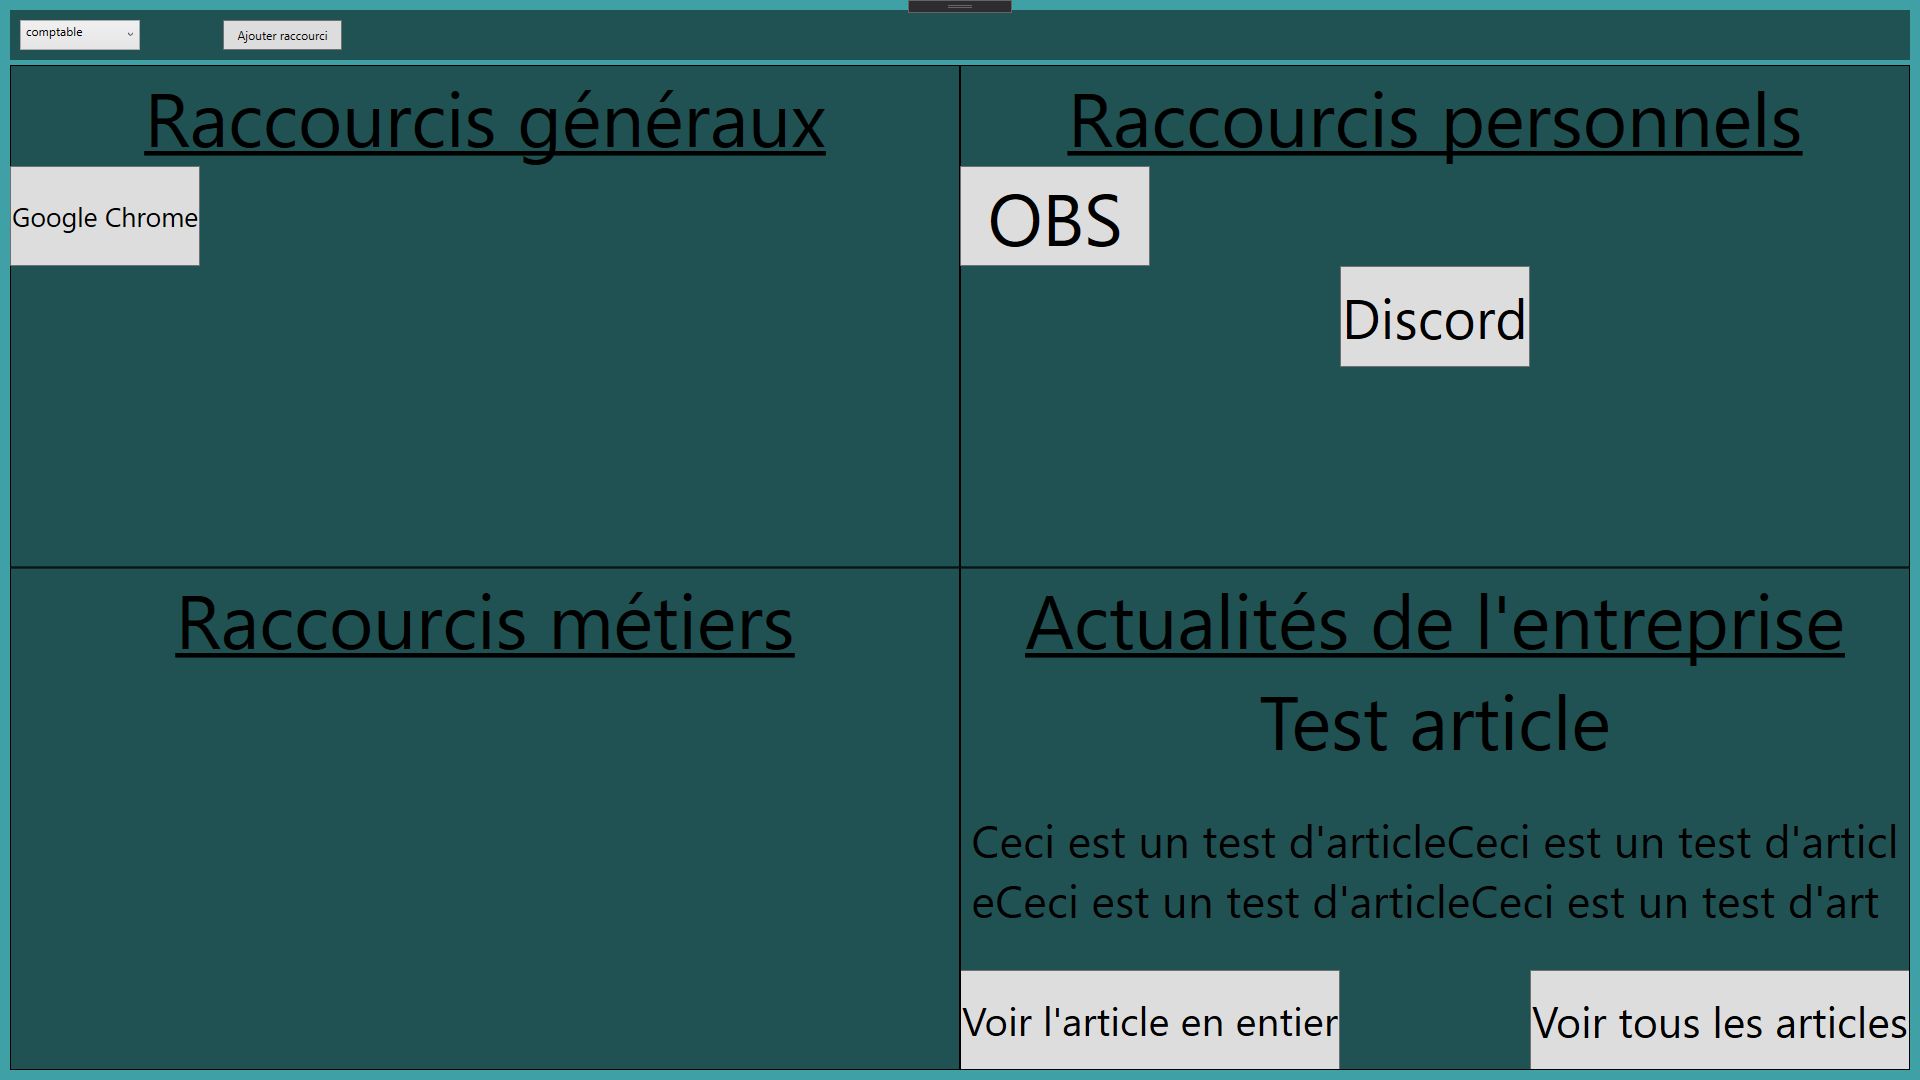 comptable
Ajouter raccourci
Raccourcis généraux
Google Chrome
Raccourcis personnels
OBS
Discord
Raccourcis métiers
Actualités de l'entreprise
Test article
Ceci est un test d'articleCeci est un test d'articl
eCeci est un test d'articleCeci est un test d'art
Voir l'article en entier
Voir tous les articles